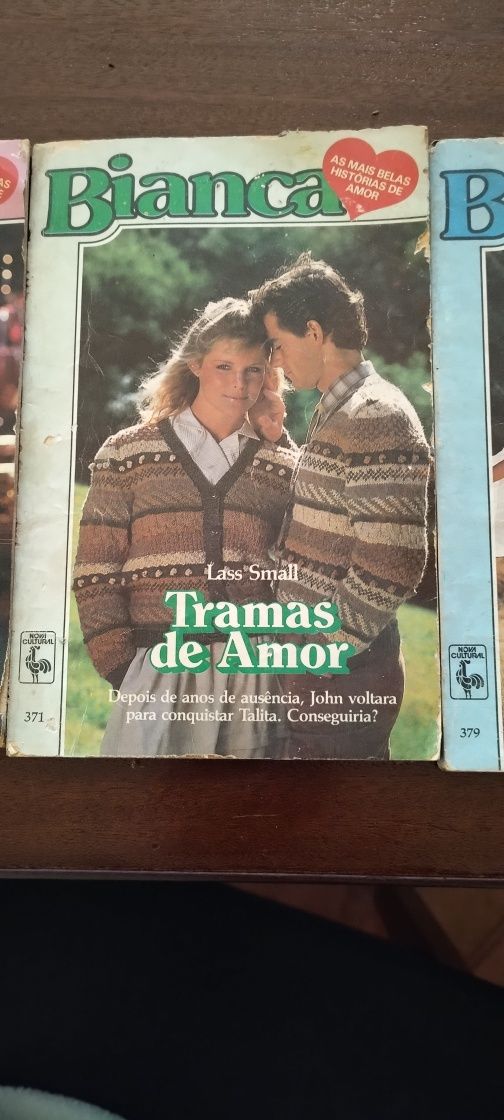 Bianca
AS MAIS BELAS
HISTÓRIAS DE
AMOR
Lass Small
Tramas
de Amor
Depois de anos de ausência, John voltara
para conquistar Talita. Conseguiria?
NOVA
CULTURAL
371
B
NOVA
CULTURAL
379